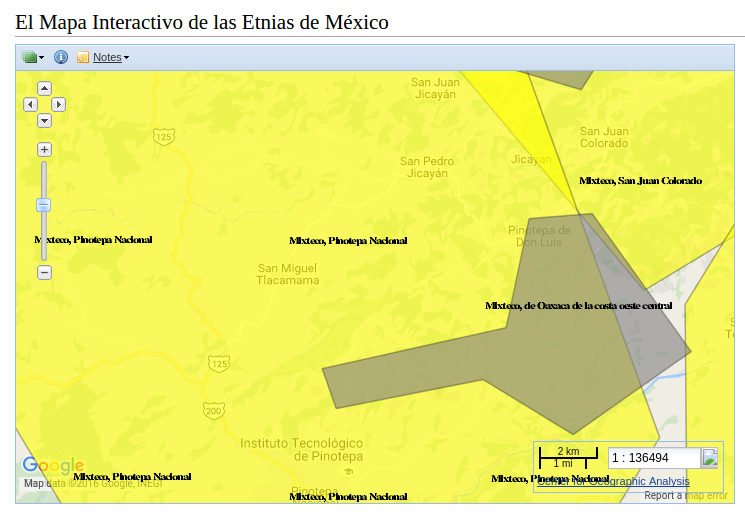 El Mapa Interactivo de las Etnias de México
Notes
San Juan
Jicayán
125
San Juan
Colorado
San Pedro
Jicayán
Jicayan
Mixteco, San Juan Colorado
Pinotepa de
Don Luis
Mixteco, Pinotepa Nacional
Mixteco, Pinotepa Nacional
San Miguel
Tlacamama
Mixteco, de Oaxaca de la costa oeste central
125
200
Instituto Tecnológico
de Pinotepa
2 km
1 mi
1 : 136494
Google
Mixteco, Pinotepa Nacional
Mixteco, Pinotepa Nacional
Center for Geographic Analysis
Map data ©2016 Google, INEGI
Pinotepa
Nacional
Mixteco, Pinotepa Nacional
Report a map error